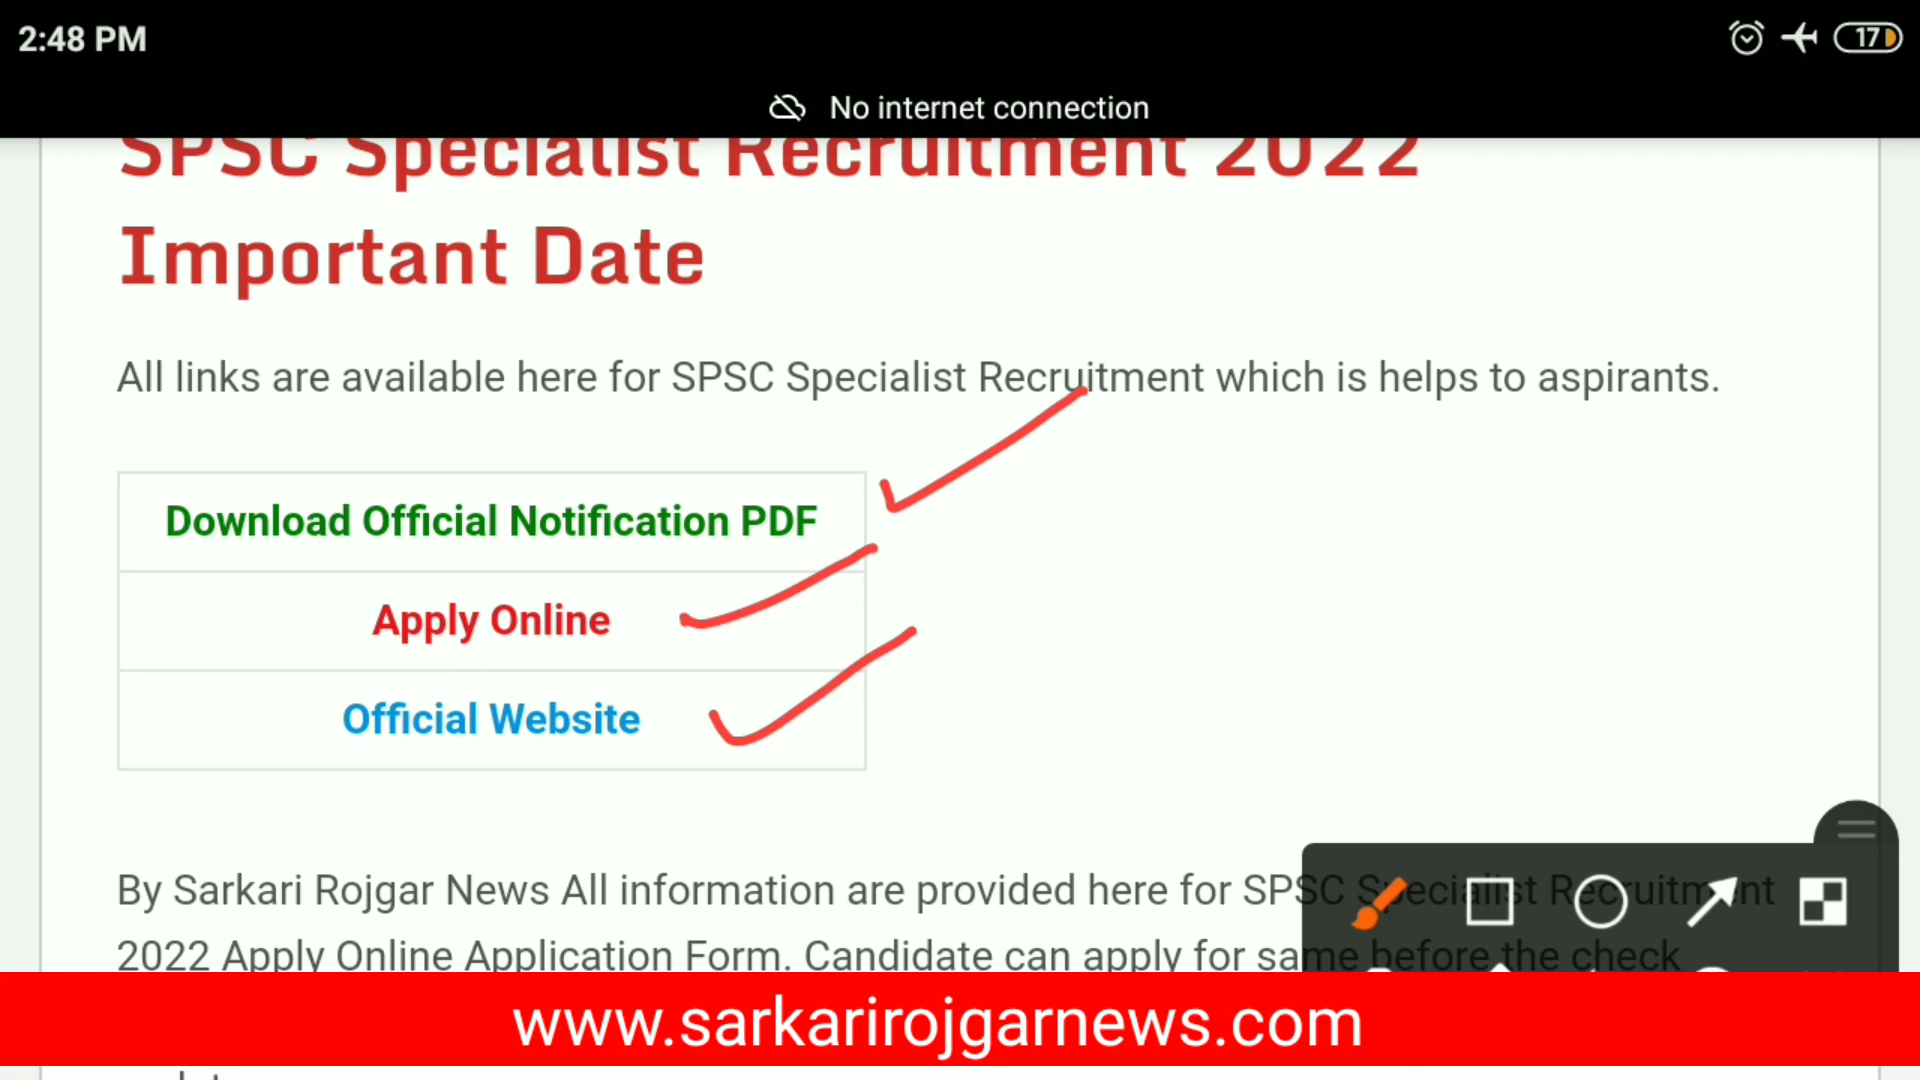 2:48 PM
17
No internet connection
SPSC Specialist Recruitment 2022
Important Date
All links are available here for SPSC Specialist Recruitment which is helps to aspirants.
Download Official Notification PDF
Apply Online
Official Website
By Sarkari Rojgar News All information are provided here for SPSC Specialist Recruitment
2022 Apply Online Application Form. Candidate can apply for same before the check
www.sarkarirojgarnews.com